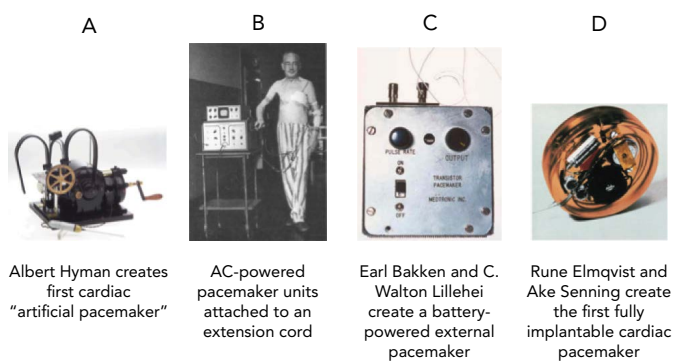 A
B
C
D
PULSE RATE
OUTPUT
ON
OFF
TRANSISTOR
PACEMAKER
MEDTRONIC INC.
Albert Hyman creates
first cardiac
“artificial pacemaker”
AC-powered
pacemaker units
attached to an
extension cord
Earl Bakken and C.
Walton Lillehei
create a battery-
powered external
pacemaker
Rune Elmqvist and
Ake Senning create
the first fully
implantable cardiac
pacemaker